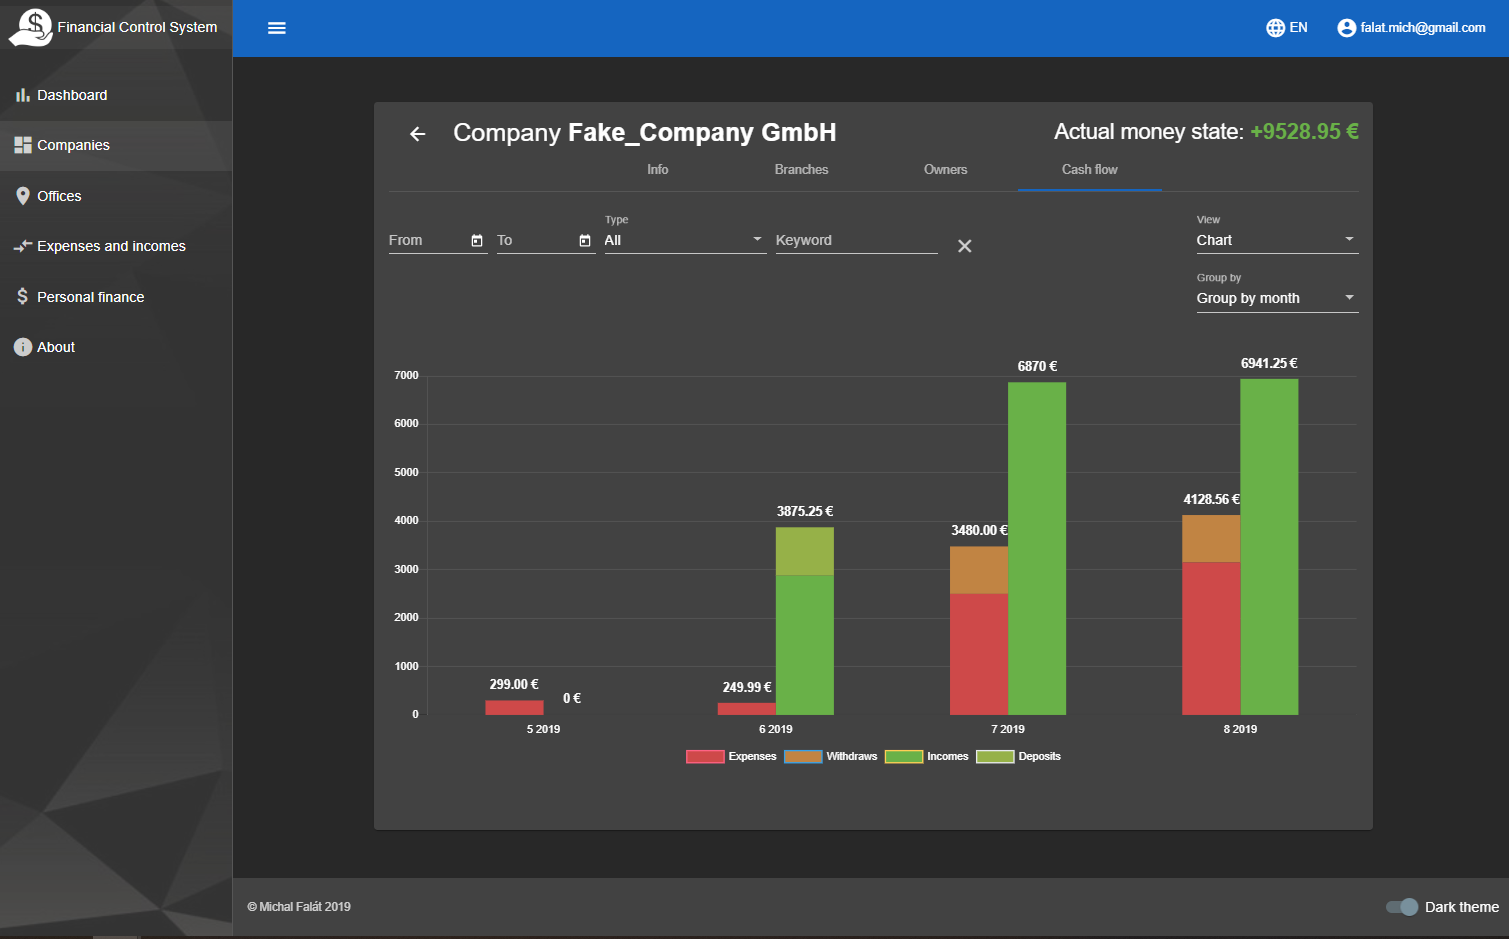 Financial Control System
EN
falat.mich@gmail.com
Dashboard
Companies
Offices
Expenses and incomes
Personal finance
About
Company Fake_Company GmbH
Actual money state: +9528.95 €
Info
Branches
Owners
Cash flow
From
To
Type
All
Keyword
View
Chart
Group by
Group by month
7000
6000
5000
4000
3000
2000
1000
0
299.00 €
0 €
249.99 €
3875.25 €
3480.00 €
6870 €
4128.56 €
6941.25 €
5 2019
6 2019
7 2019
8 2019
Expenses
Withdraws
Incomes
Deposits
© Michal Falát 2019
Dark theme